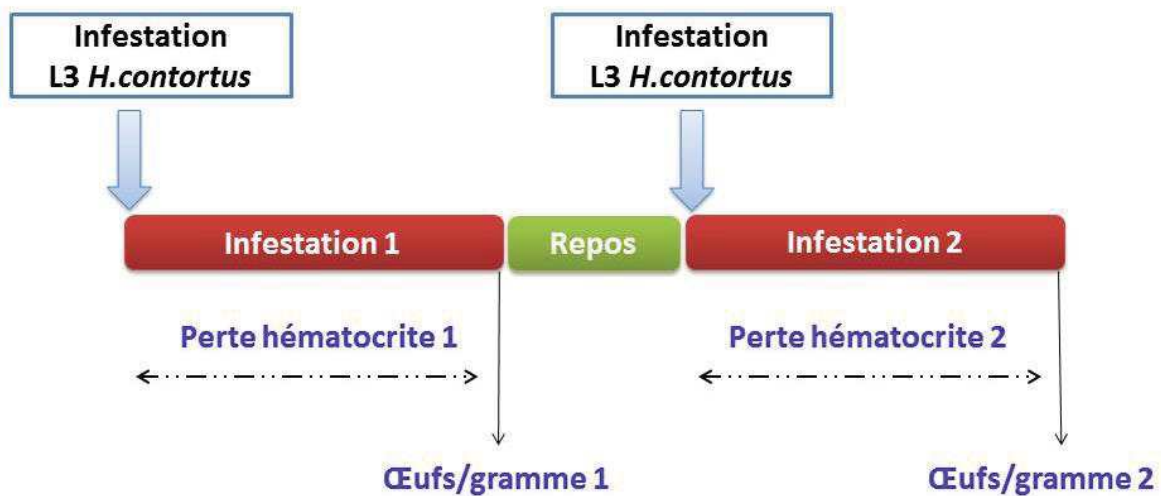 Infestation
L3 H.contortus
Infestation
L3 H.contortus
Infestation 1
Repos
Infestation 2
Perte hématocrite 1
Perte hématocrite 2
Œufs/gramme 1
Œufs/gramme 2